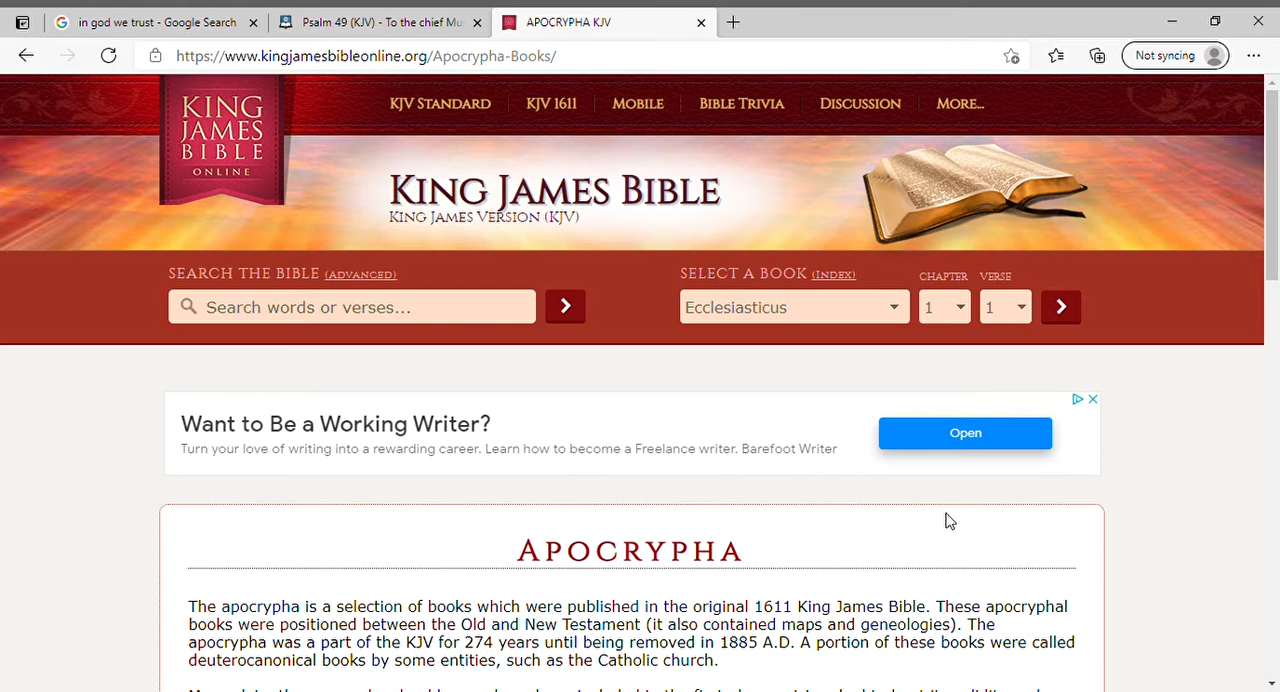 in god we trust - Google Search
Psalm 49 (KJV) - To the chief Mu
APOCRYPHA KJV
https://www.kingjamesbibleonline.org/Apocrypha-Books/
Not syncing
KING
JAMES
BIBLE
ONLINE
KJV STANDARD
KJV 1611
MOBILE
BIBLE TRIVIA
DISCUSSION
MORE...
KING JAMES BIBLE
KING JAMES VERSION (KJV)
SEARCH THE BIBLE (ADVANCED)
SELECT A BOOK (INDEX)
CHAPTER
VERSE
Search words or verses...
Ecclesiasticus
1
1
Want to Be a Working Writer?
Turn your love of writing into a rewarding career. Learn how to become a Freelance writer. Barefoot Writer
Open
APOCRYPHA
The apocrypha is a selection of books which were published in the original 1611 King James Bible. These apocryphal
books were positioned between the Old and New Testament (it also contained maps and geneologies). The
apocrypha was a part of the KJV for 274 years until being removed in 1885 A.D. A portion of these books were called
deuterocanonical books by some entities, such as the Catholic church.